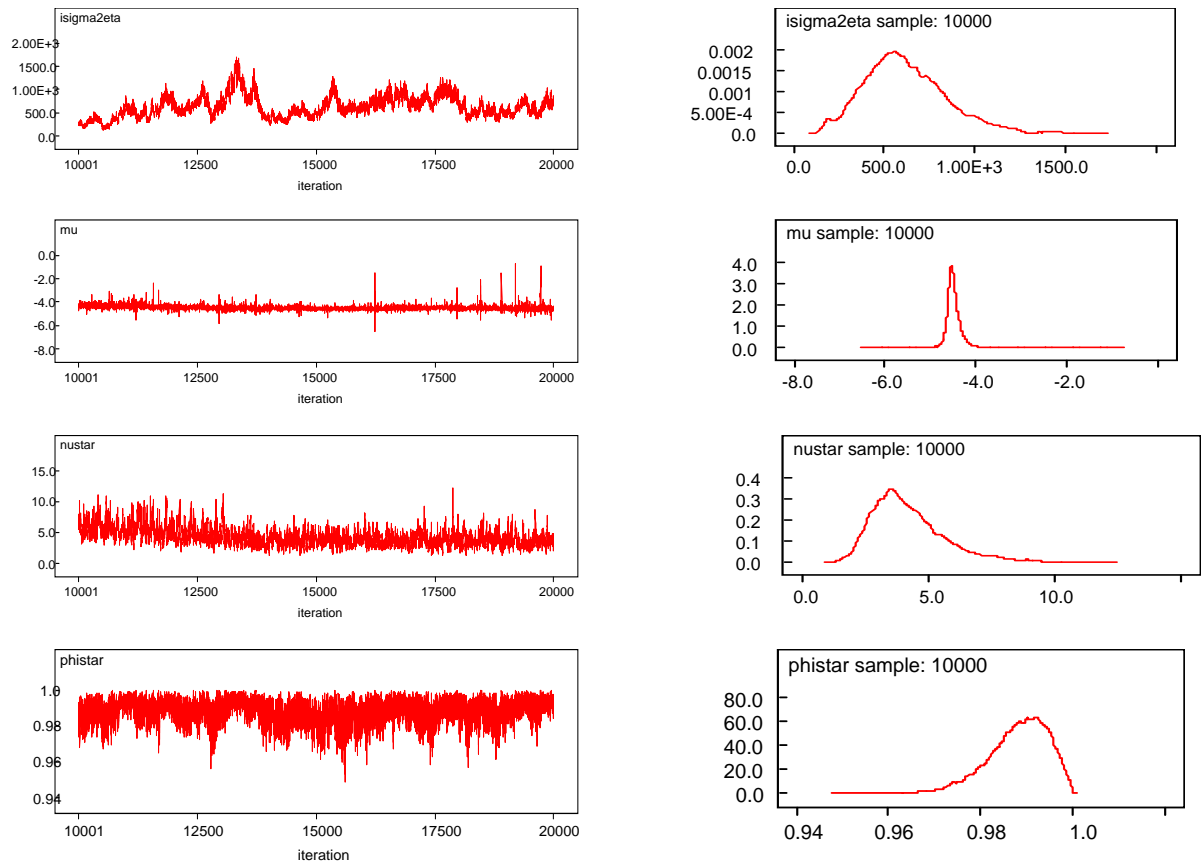 isigma2eta
2.00E+3
1500.0
1.00E+3
500.0
0.0
10001 12500 15000 17500 20000
iteration
isigma2eta sample: 10000
0.002
0.0015
0.001
5.00E-4
0.0
0.0 500.0 1.00E+3 1500.0
mu
0.0
-2.0
-4.0
-6.0
-8.0
10001 12500 15000 17500 20000
iteration
mu sample: 10000
4.0
3.0
2.0
1.0
0.0
-8.0 -6.0 -4.0 -2.0
nustar
15.0
10.0
5.0
0.0
10001 12500 15000 17500 20000
iteration
nustar sample: 10000
0.4
0.3
0.2
0.1
0.0
0.0 5.0 10.0
phistar
1.0
0.98
0.96
0.94
10001 12500 15000 17500 20000
iteration
phistar sample: 10000
80.0
60.0
40.0
20.0
0.0
0.94 0.96 0.98 1.0